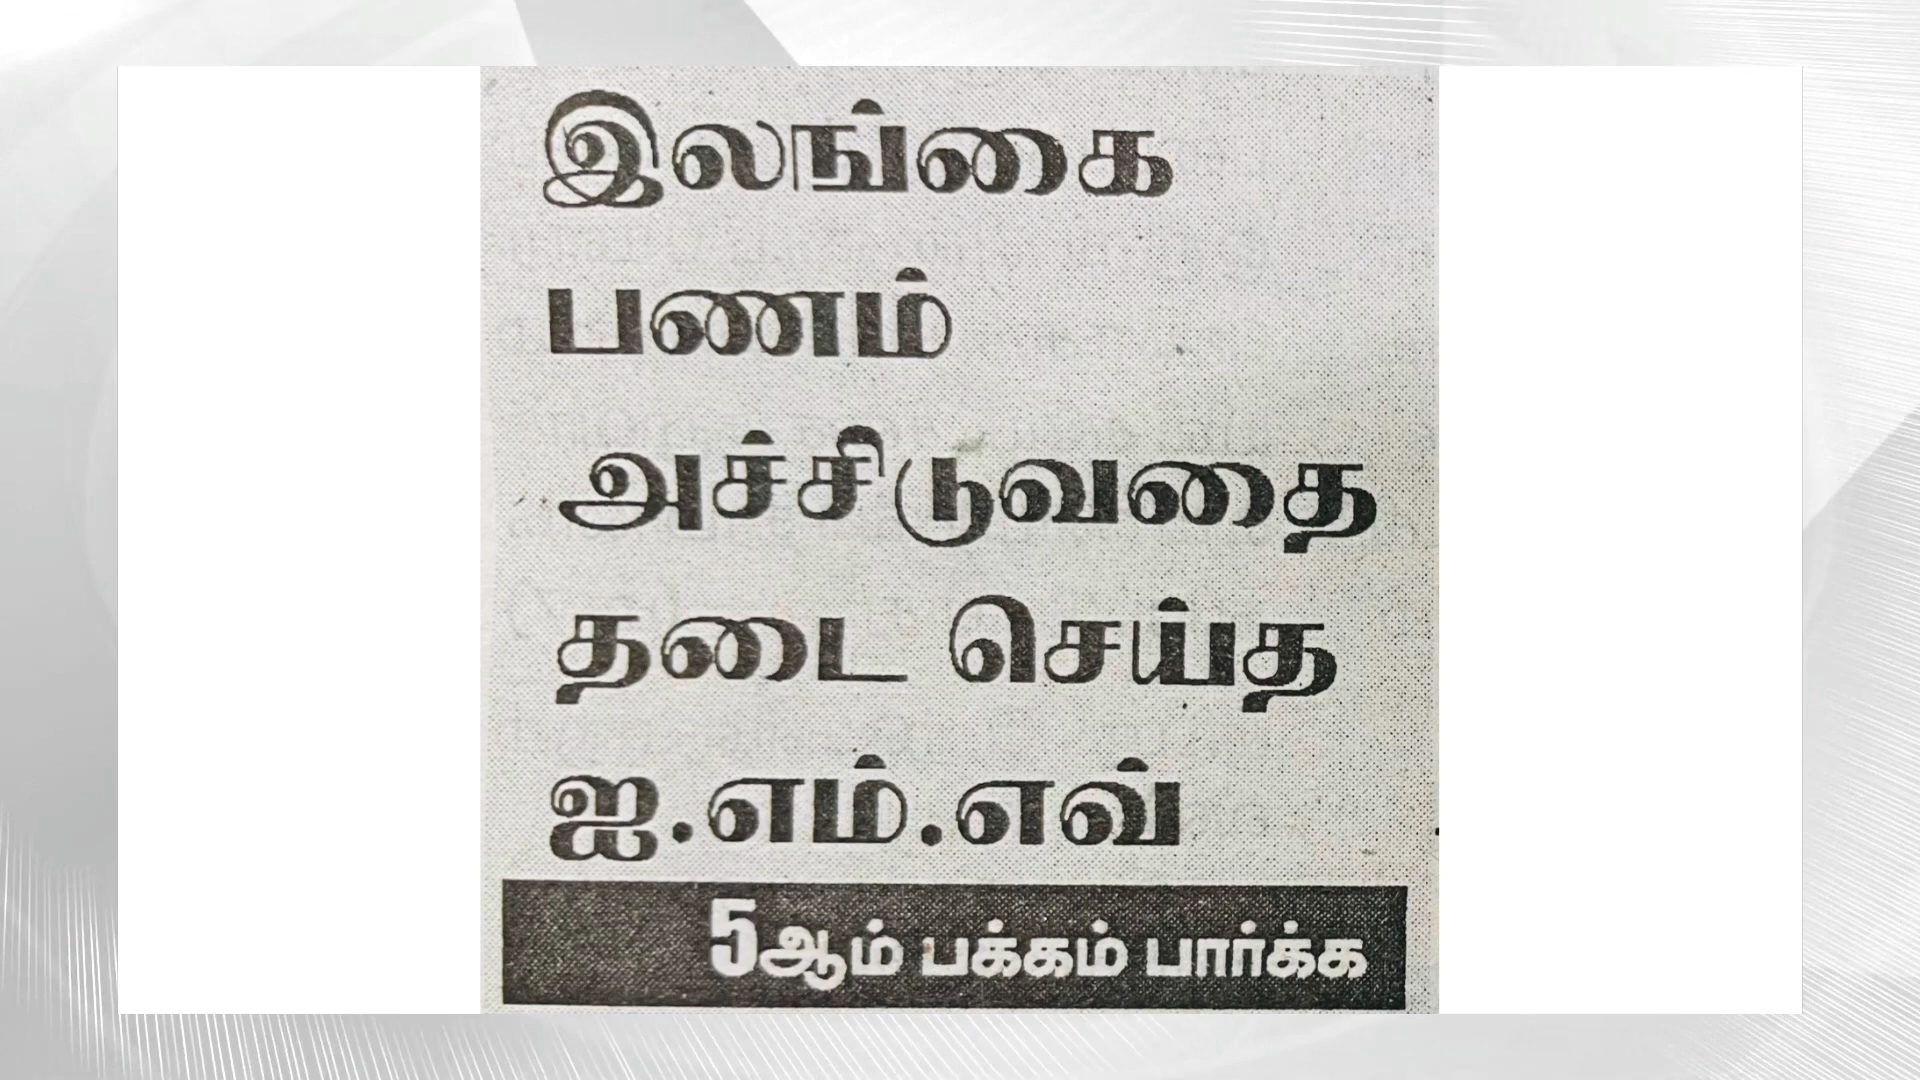 இலங்கை
பணம்
அச்சிடுவதை
தடை செய்த
ஐ.எம்.எவ்
5ஆம் பக்கம் பார்க்க